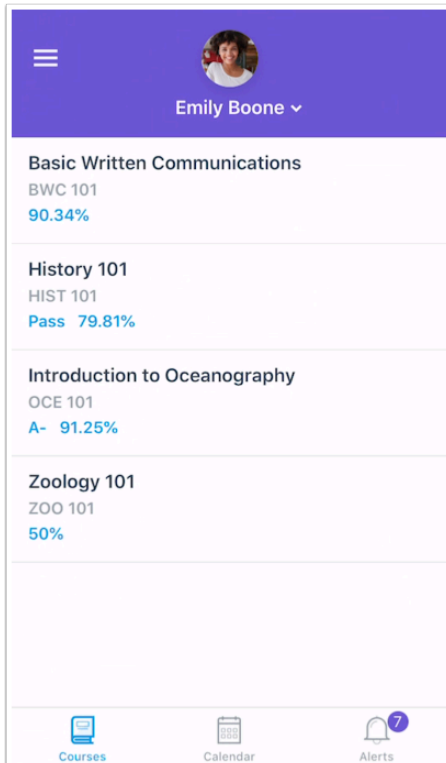 Emily Boone
Basic Written Communications
BWC 101
90.34%
History 101
HIST 101
Pass 79.81%
Introduction to Oceanography
OCE 101
A- 91.25%
Zoology 101
ZOO 101
50%
7
Courses Calendar Alerts